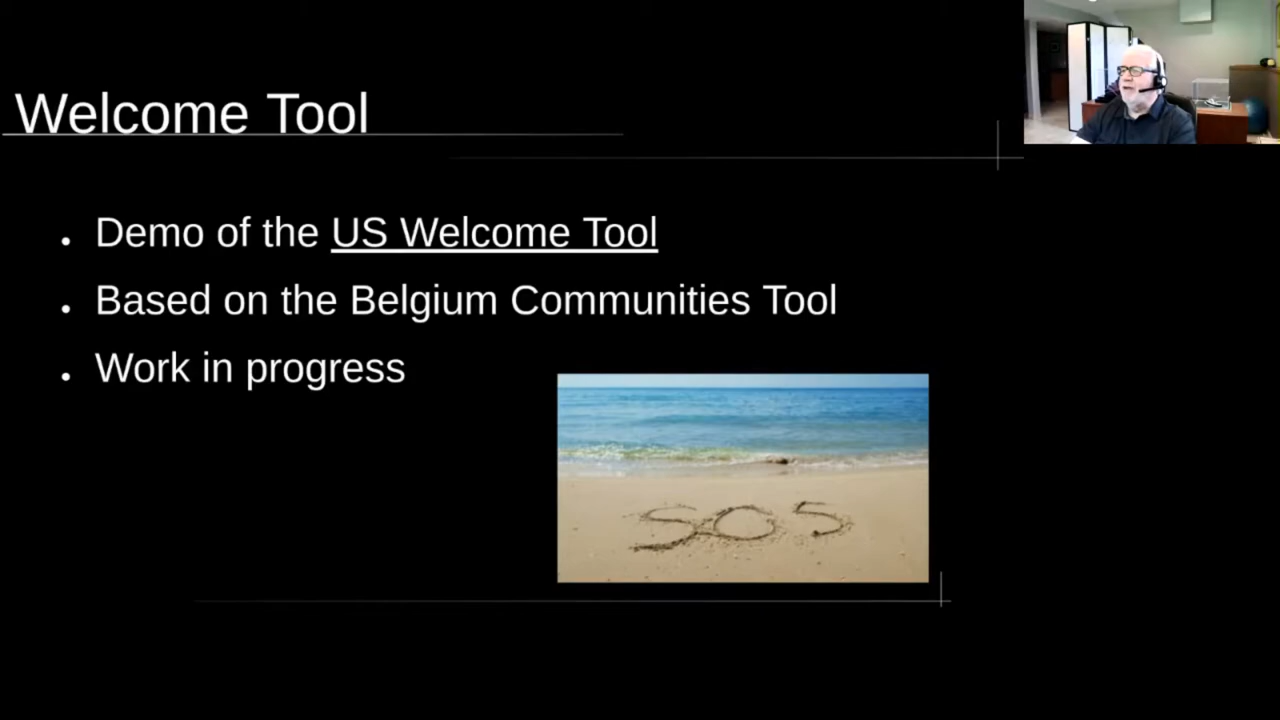 Welcome Tool
Demo of the US Welcome Tool
Based on the Belgium Communities Tool
Work in progress
SOS